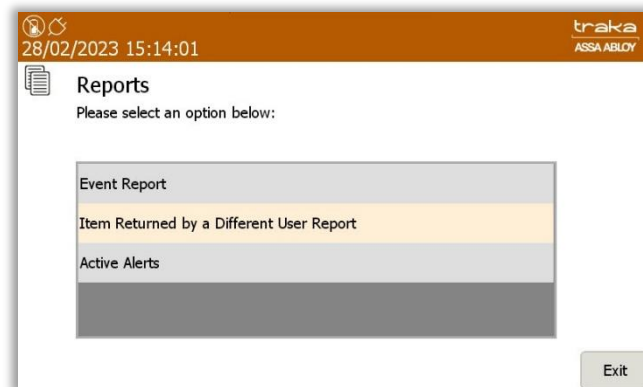 traka
28/02/2023 15:14:01
ASSA ABLOY
Reports
Please select an option below:
Event Report
Item Returned by a Different User Report
Active Alerts
Exit